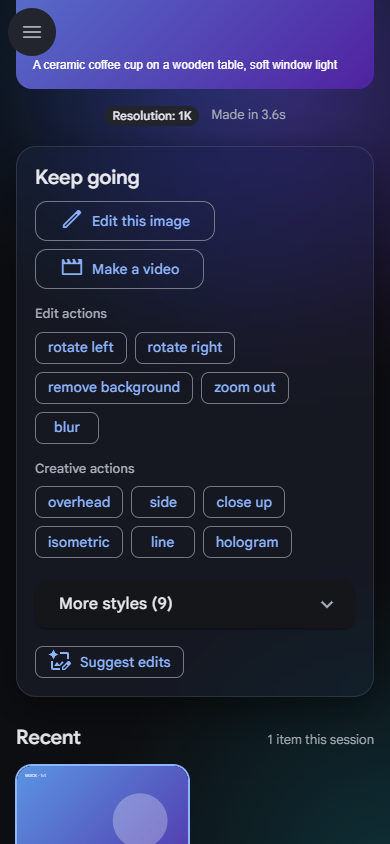 A ceramic coffee cup on a wooden table, soft window light
Resolution: 1K Made in 3.6s
Keep going
Edit this image
Make a video
Edit actions
rotate left rotate right
remove background zoom out
blur
Creative actions
overhead side close up
isometric line hologram
More styles (9)
Suggest edits
Recent 1 item this session